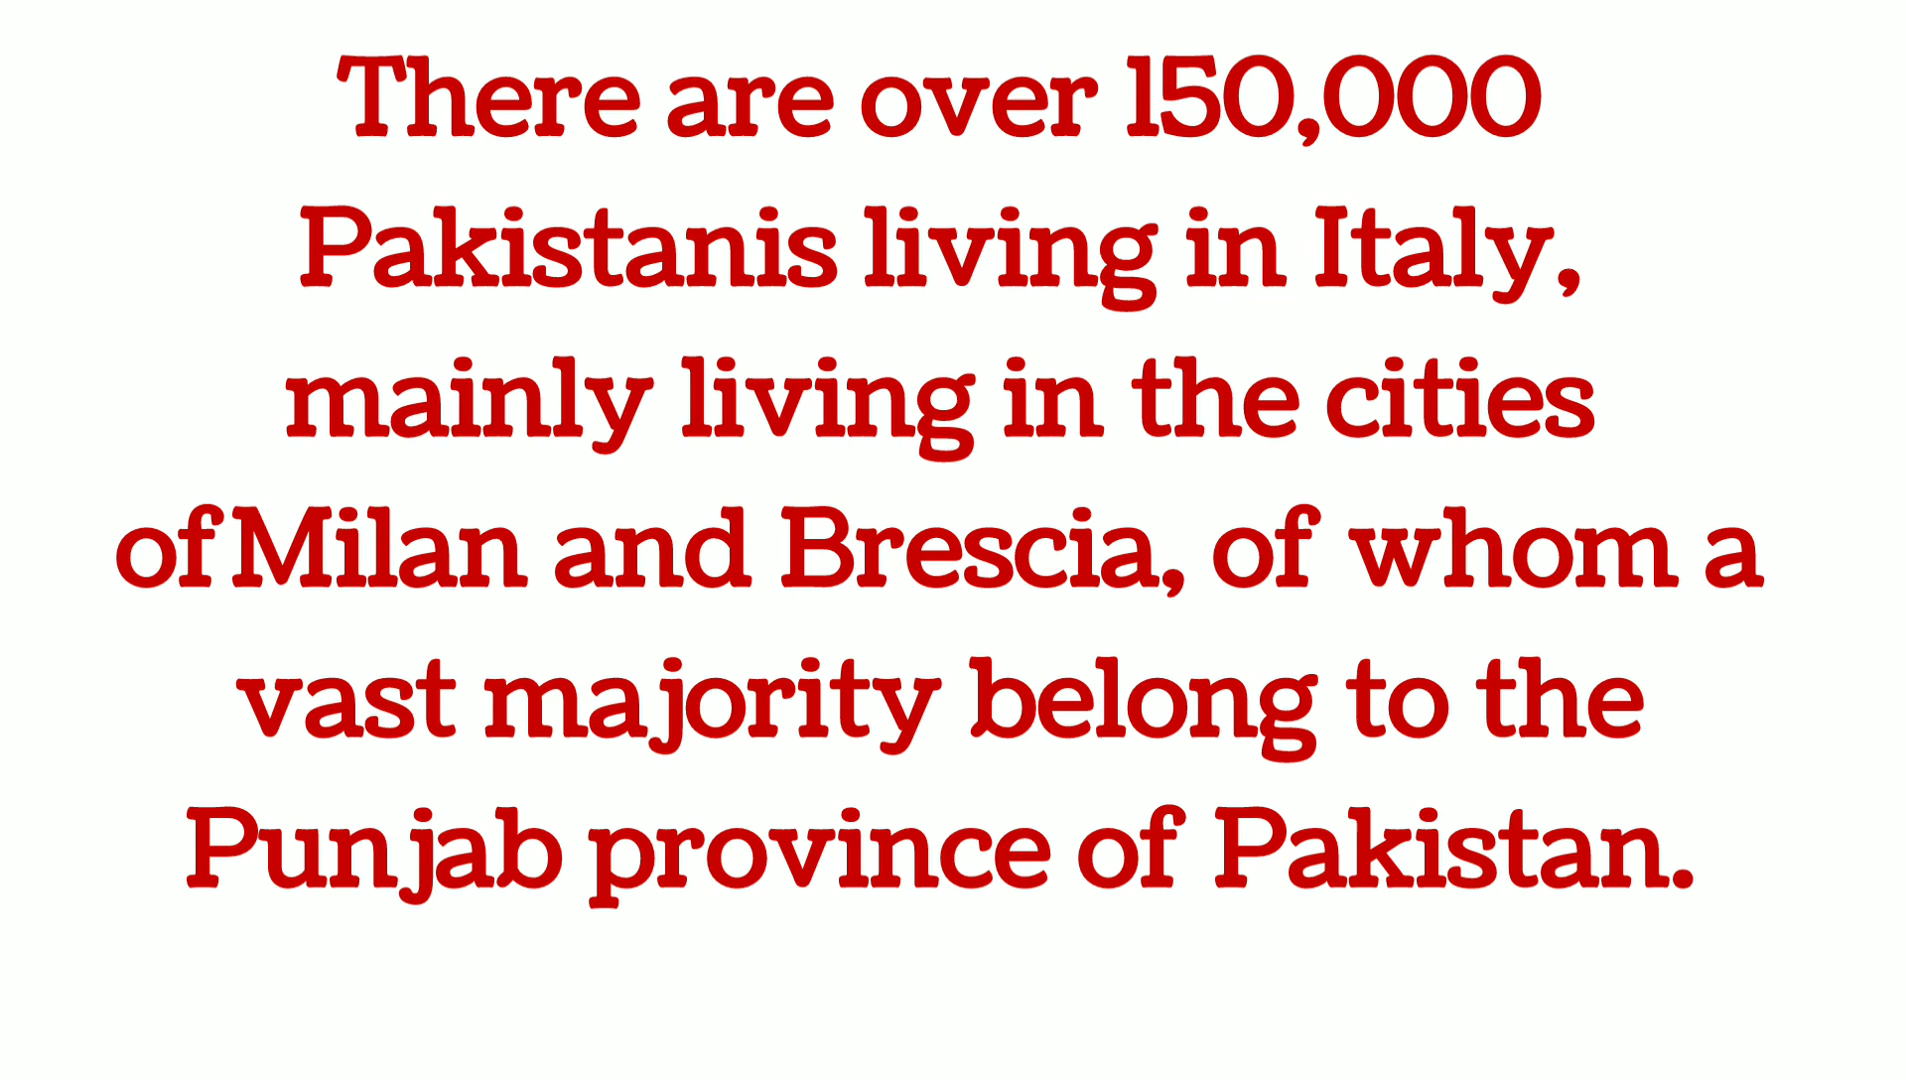 There are over 150,000
Pakistanis living in Italy,
mainly living in the cities
of Milan and Brescia, of whom a
vast majority belong to the
Punjab province of Pakistan.